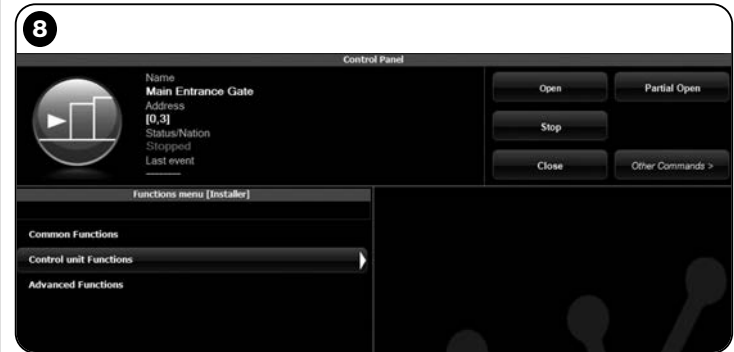 8
Control Panel
Name
Main Entrance Gate
Address
[0,3]
Status/Nation
Stopped
Last event
--------
Open
Partial Open
Stop
Close
Other Commands >
Functions menu [Installer]
Common Functions
Control unit Functions
Advanced Functions